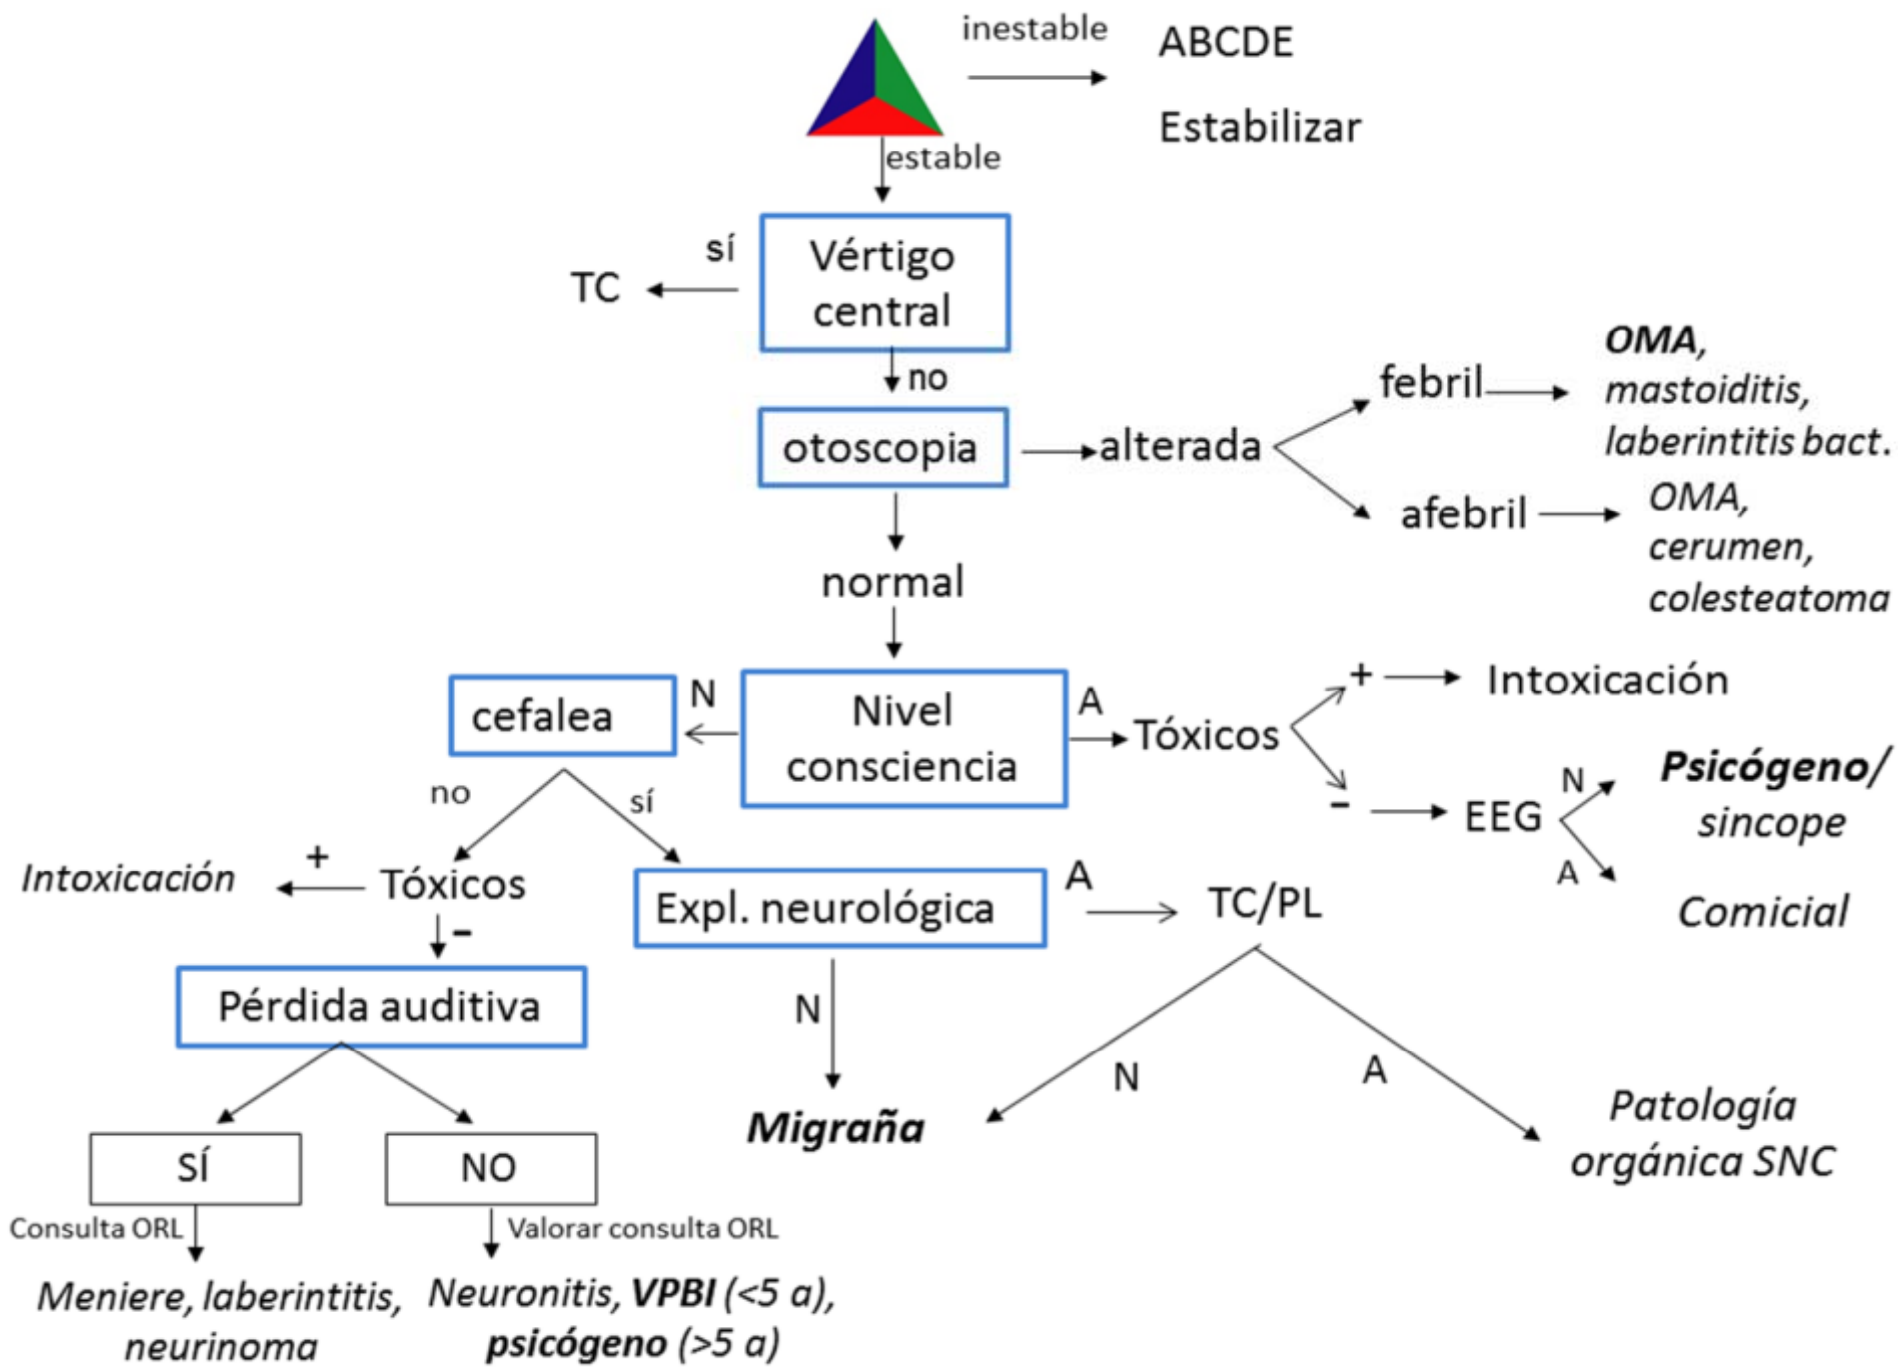 inestable
ABCDE
Estabilizar
estable
Vértigo
central
sí
TC
no
otoscopia
alterada
febril
OMA,
mastoiditis,
laberintitis bact.
afebril
OMA,
cerumen,
colesteatoma
normal
Nivel
consciencia
N
cefalea
A
Tóxicos
+
Intoxicación
-
EEG
N
Psicógeno/
sincope
A
Comicial
no
sí
Tóxicos
+
Intoxicación
-
Expl. neurológica
A
TC/PL
N
Migraña
N
A
Patología
orgánica SNC
Pérdida auditiva
SÍ
NO
Consulta ORL
Valorar consulta ORL
Meniere, laberintitis,
neurinoma
Neuronitis, VPBI (<5 a),
psicógeno (>5 a)